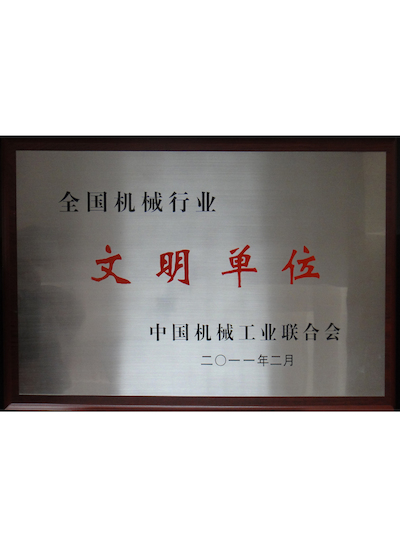 全国机械行业
文明单位
中国机械工业联合会
二〇一一年二月